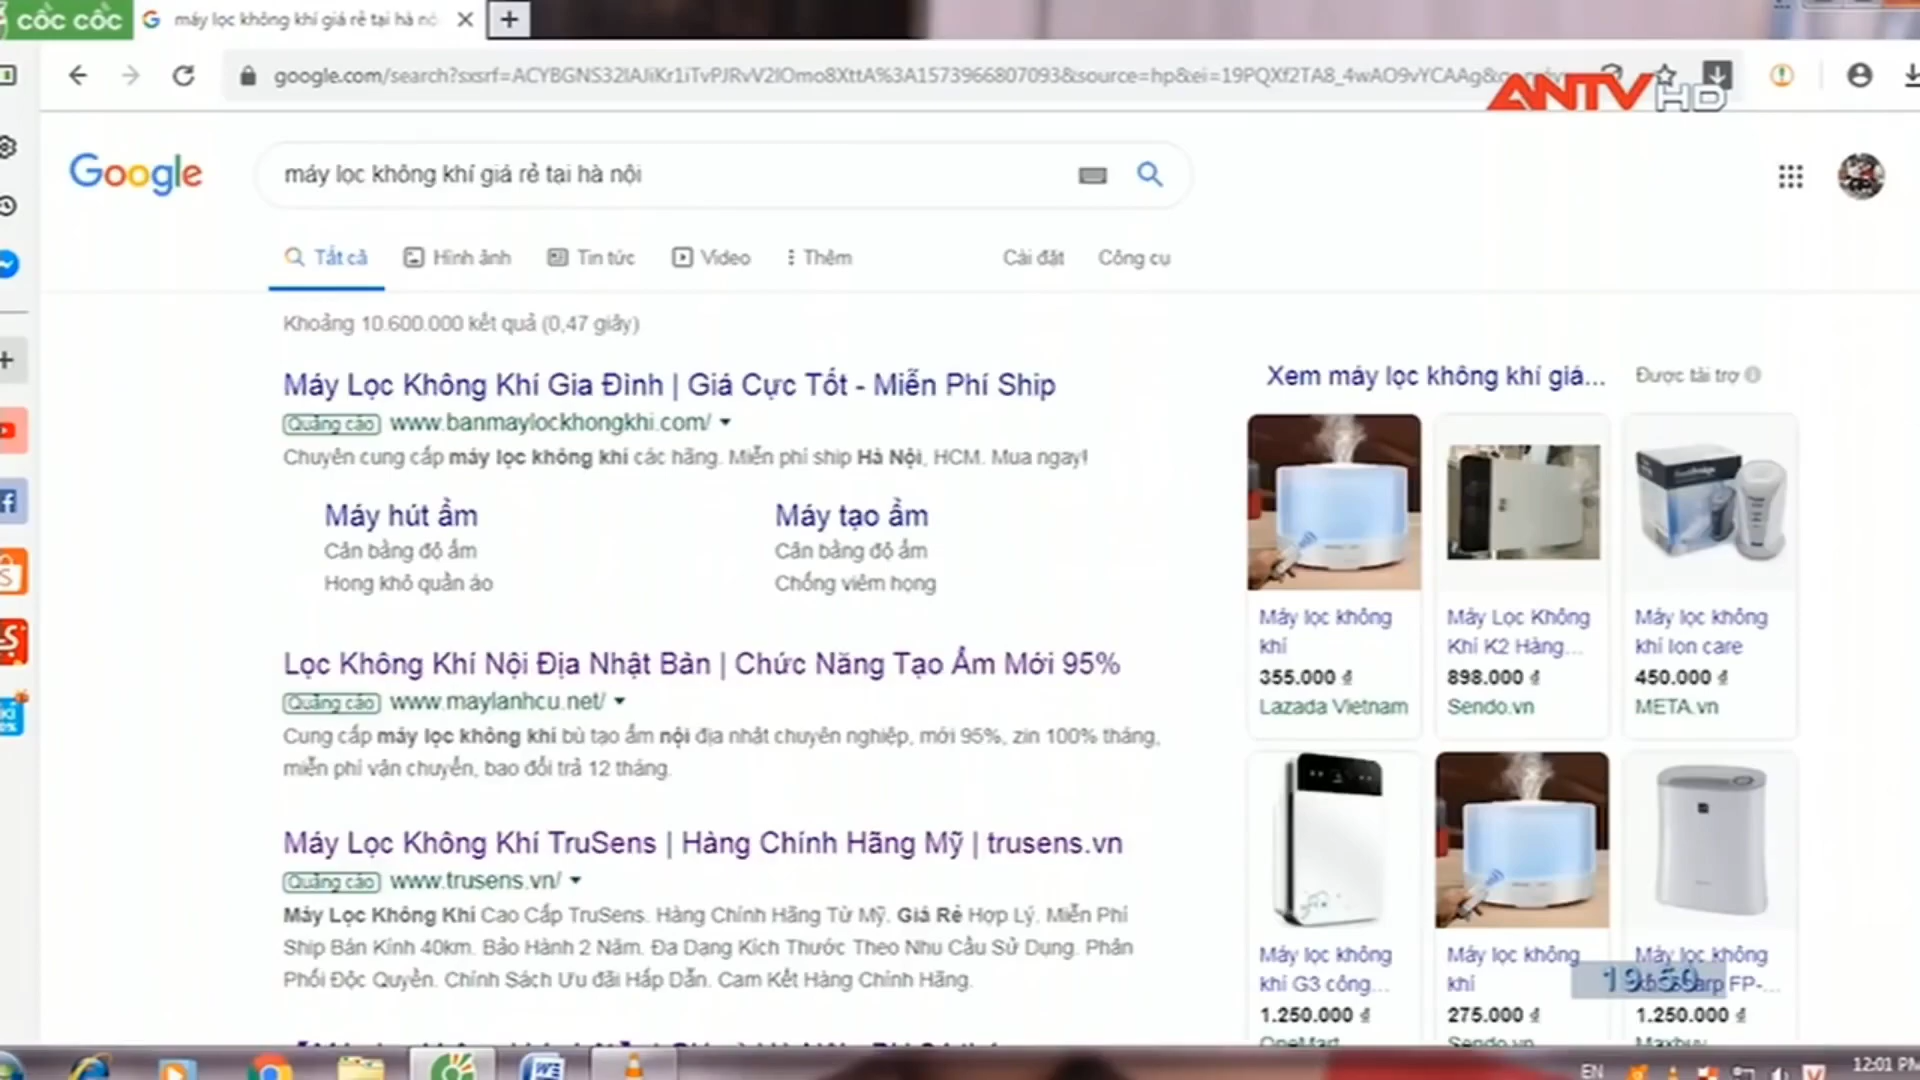 cốc cốc
máy lọc không khí giá rẻ tại hà nộ
ANTV HD
Google
máy lọc không khí giá rẻ tại hà nội
Tất cả
Hình ảnh
Tin tức
Video
Thêm
Cài đặt
Công cụ
Khoảng 10.600.000 kết quả (0,47 giây)
Máy Lọc Không Khí Gia Đình | Giá Cực Tốt - Miễn Phí Ship
Quảng cáo www.banmaylockhongkhi.com/
Chuyên cung cấp máy lọc không khí các hãng. Miễn phí ship Hà Nội, HCM. Mua ngay!
Máy hút ẩm
Cân bằng độ ẩm
Hong khô quần áo
Máy tạo ẩm
Cân bằng độ ẩm
Chống viêm họng
Lọc Không Khí Nội Địa Nhật Bản | Chức Năng Tạo Ẩm Mới 95%
Quảng cáo www.maylanhcu.net/
Cung cấp máy lọc không khí bù tạo ẩm nội địa nhật chuyên nghiệp, mới 95%, zin 100% tháng,
miễn phí vận chuyển, bao đổi trả 12 tháng.
Máy Lọc Không Khí TruSens | Hàng Chính Hãng Mỹ | trusens.vn
Quảng cáo www.trusens.vn/
Máy Lọc Không Khí Cao Cấp TruSens. Hàng Chính Hãng Từ Mỹ. Giá Rẻ Hợp Lý. Miễn Phí
Ship Bán Kính 40km. Bảo Hành 2 Năm. Đa Dạng Kích Thước Theo Nhu Cầu Sử Dụng. Phân
Phối Độc Quyền. Chính Sách Ưu đãi Hấp Dẫn. Cam Kết Hàng Chính Hãng.
Xem máy lọc không khí giá...
Được tài trợ
Máy lọc không
khí
355.000 ₫
Lazada Vietnam
Máy Lọc Không
Khí K2 Hàng...
898.000 ₫
Sendo.vn
Máy lọc không
khí Ion care
450.000 ₫
META.vn
Máy lọc không
khí G3 công...
1.250.000 ₫
OneMart
Máy lọc không
khí
275.000 ₫
Sendo.vn
Máy lọc không
FP-...
1.250.000 ₫
Maxbuy
19:50
EN
12:01 PM